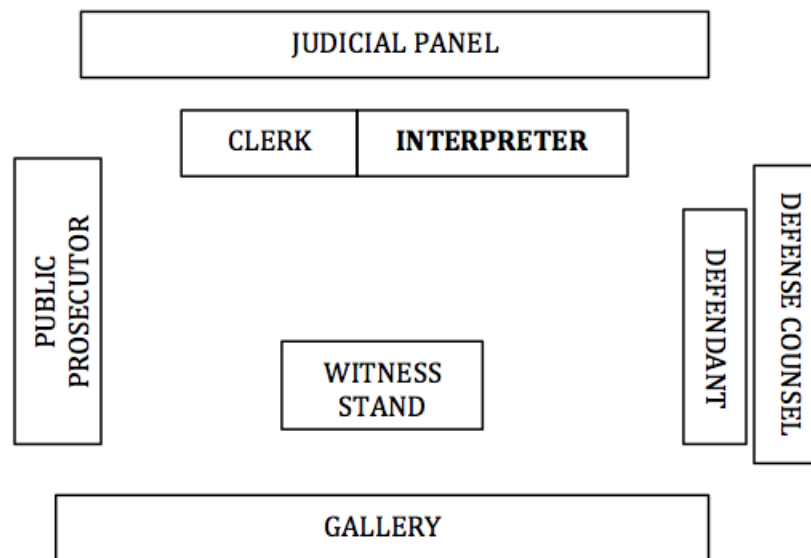 JUDICIAL PANEL
CLERK
INTERPRETER
PUBLIC
PROSECUTOR
DEFENDANT
DEFENSE COUNSEL
WITNESS
STAND
GALLERY